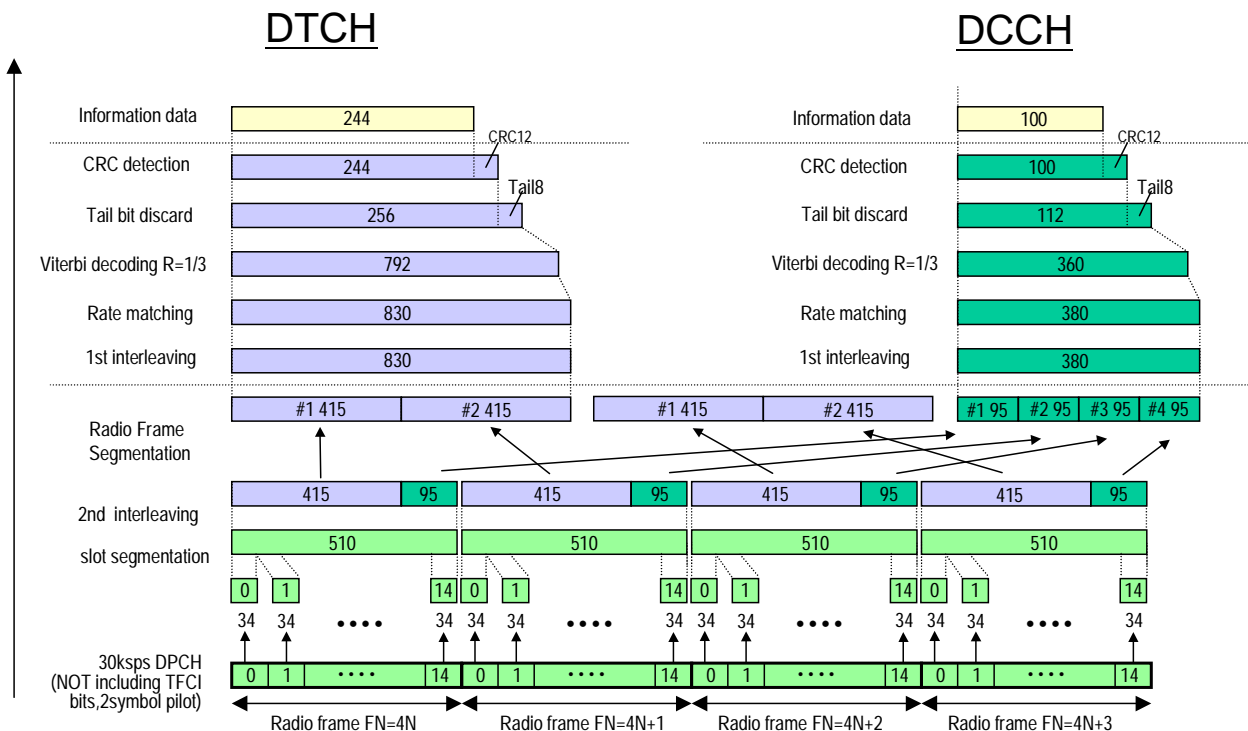 DTCH DCCH
Information data 244 Information data 100
CRC12 CRC12
CRC detection 244 CRC detection 100
Tail8 Tail8
Tail bit discard 256 Tail bit discard 112
Viterbi decoding R=1/3 792 Viterbi decoding R=1/3 360
Rate matching 830 Rate matching 380
1st interleaving 830 1st interleaving 380
#1 415 #2 415 #1 415 #2 415 #1 95 #2 95 #3 95 #4 95
Radio Frame
Segmentation
415 95 415 95 415 95 415 95
2nd interleaving
510 510 510 510
slot segmentation
0 1 14 0 1 14 0 1 14 0 1 14
34 34 •••• 34 34 34 •••• 34 34 34 •••• 34 34 34 •••• 34
30ksps DPCH
(NOT including TFCI
bits,2symbol pilot)
0 1 •••• 14 0 1 •••• 14 0 1 •••• 14 0 1 •••• 14
Radio frame FN=4N Radio frame FN=4N+1 Radio frame FN=4N+2 Radio frame FN=4N+3